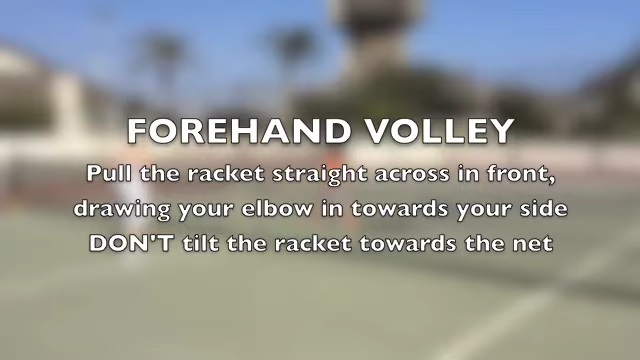 FOREHAND VOLLEY
Pull the racket straight across in front,
drawing your elbow in towards your side
DON'T tilt the racket towards the net